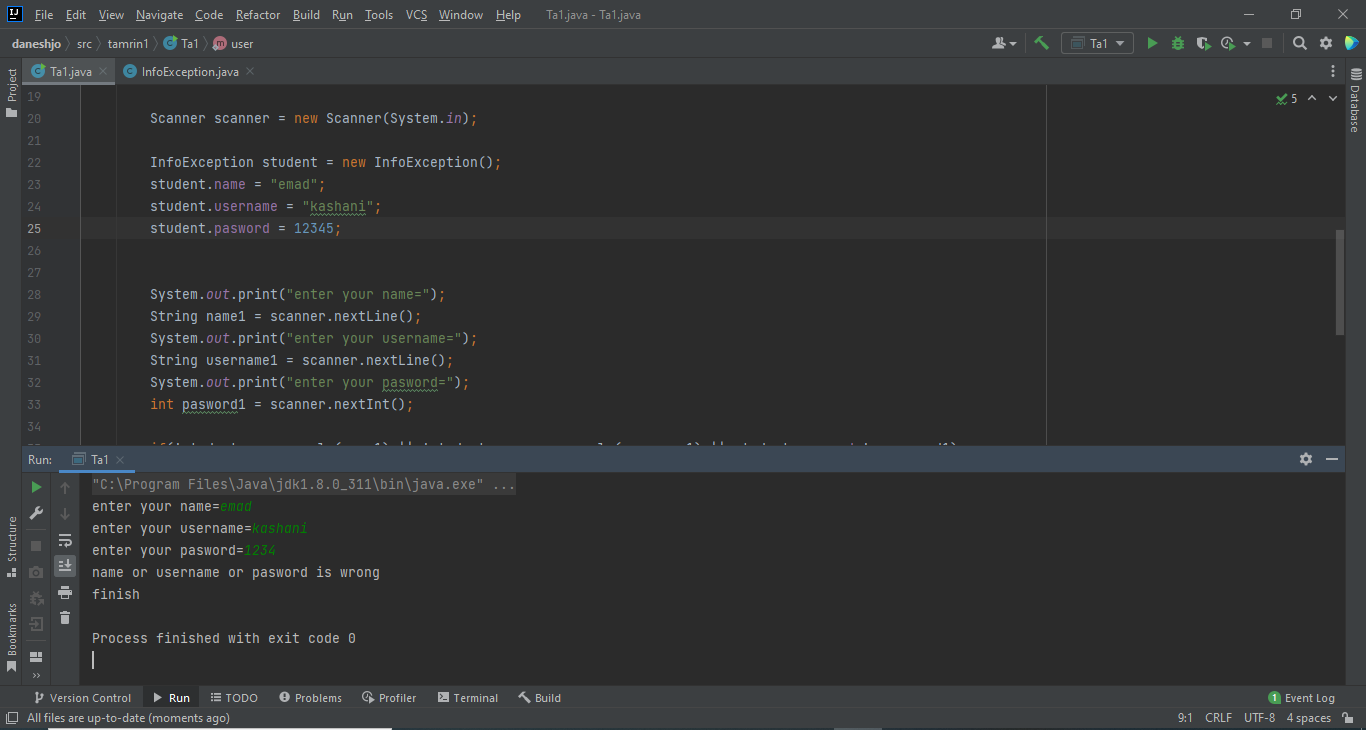 File Edit View Navigate Code Refactor Build Run Tools VCS Window Help Ta1.java - Ta1.java
daneshjo src tamrin1 Ta1 user Ta1
Ta1.java InfoException.java
Project
Database
5
19
20 Scanner scanner = new Scanner(System.in);
21
22 InfoException student = new InfoException();
23 student.name = "emad";
24 student.username = "kashani";
25 student.pasword = 12345;
26
27
28 System.out.print("enter your name=");
29 String name1 = scanner.nextLine();
30 System.out.print("enter your username=");
31 String username1 = scanner.nextLine();
32 System.out.print("enter your pasword=");
33 int pasword1 = scanner.nextInt();
34
Run: Ta1
"C:\Program Files\Java\jdk1.8.0_311\bin\java.exe" ...
enter your name=emad
enter your username=kashani
enter your pasword=1234
name or username or pasword is wrong
finish
Process finished with exit code 0
Structure
Bookmarks
Version Control Run TODO Problems Profiler Terminal Build 1 Event Log
All files are up-to-date (moments ago) 9:1 CRLF UTF-8 4 spaces